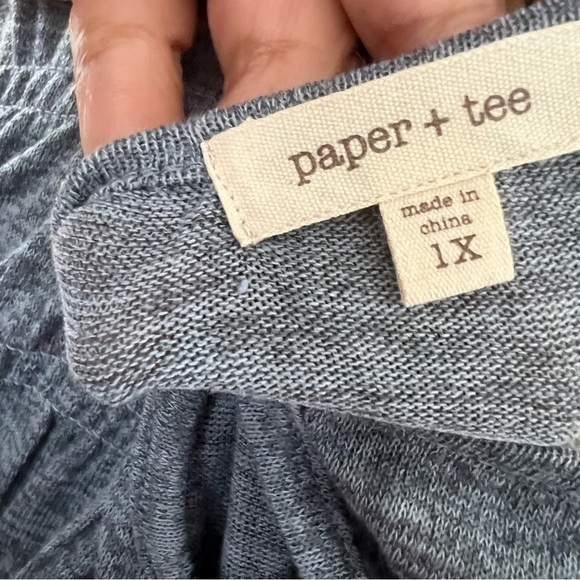 paper + tee
made in
china
1X